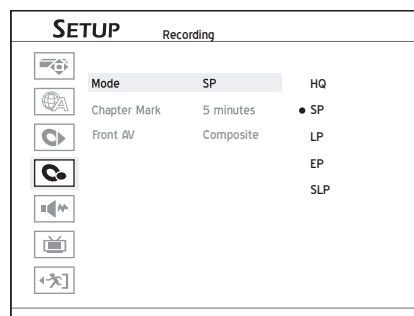 SETUP Recording
Mode SP HQ
Chapter Mark 5 minutes ● SP
Front AV Composite LP
EP
SLP
A